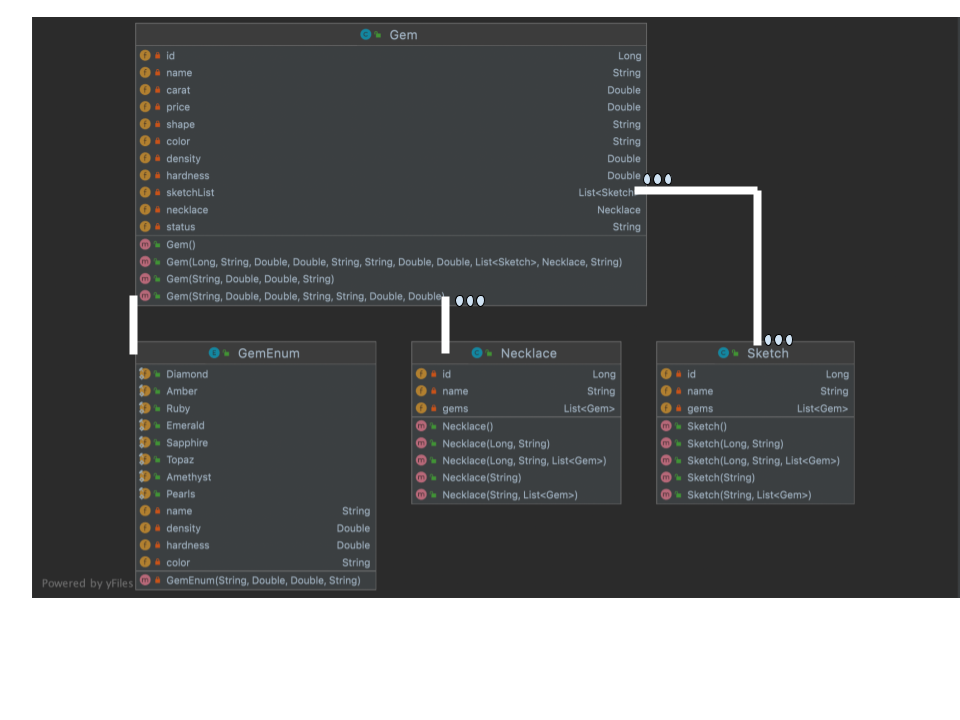 Gem
id Long
name String
carat Double
price Double
shape String
color String
density Double
hardness Double
sketchList List<Sketch
necklace Necklace
status String
Gem()
Gem(Long, String, Double, Double, String, String, Double, Double, List<Sketch>, Necklace, String)
Gem(String, Double, Double, String)
Gem(String, Double, Double, String, String, Double, Double)
GemEnum
Diamond
Amber
Ruby
Emerald
Sapphire
Topaz
Amethyst
Pearls
name String
density Double
hardness Double
color String
GemEnum(String, Double, Double, String)
Necklace
id Long
name String
gems List<Gem>
Necklace()
Necklace(Long, String)
Necklace(Long, String, List<Gem>)
Necklace(String)
Necklace(String, List<Gem>)
Sketch
id Long
name String
gems List<Gem>
Sketch()
Sketch(Long, String)
Sketch(Long, String, List<Gem>)
Sketch(String)
Sketch(String, List<Gem>)
Powered by yFiles